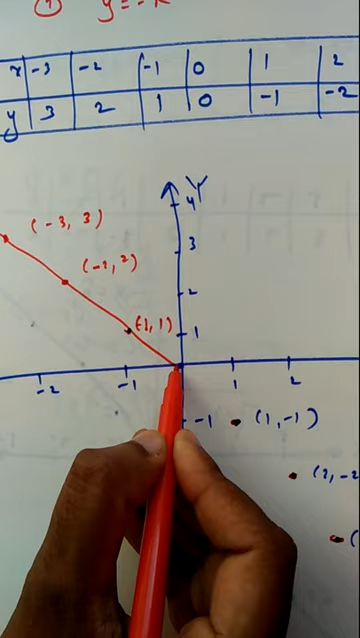 ① y = -x
x -3 -2 -1 0 1 2
y 3 2 1 0 -1 -2
Y
4
(-3, 3)
3
(-2, 2)
2
1
-2 -1 1 2
-1 (1, -1)
(2, -2
(